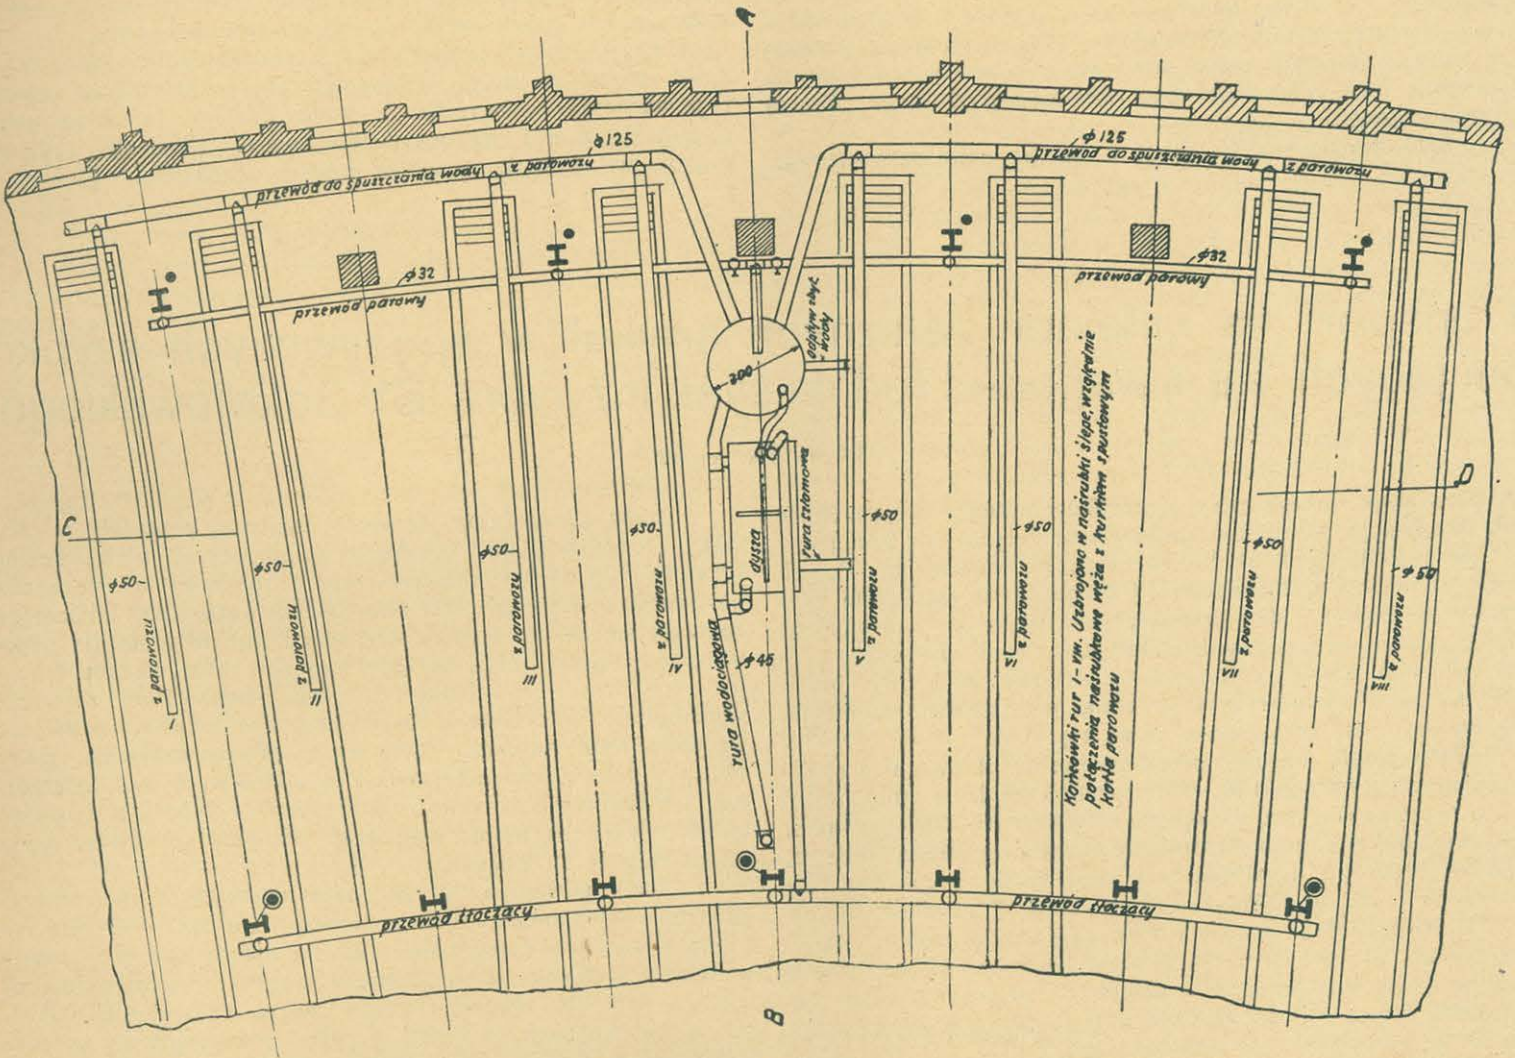 A
φ125
φ125
przewód do spuszczania wody z parowozu
przewód do spuszczania wody z parowozu
φ32
przewód parowy
φ32
przewód parowy
odpływ zbyt.
wody
300
C
D
φ50
φ50
φ50
φ50
φ50
φ50
φ50
φ50
z parowozu
z parowozu
z parowozu
z parowozu
z parowozu
z parowozu
z parowozu
z parowozu
I
II
III
IV
V
VI
VII
VIII
dysza
rura szlamowa
rura wodociągowa
φ45
Końcówki rur I-VIII. Uzbrojono w naśrubki ślepe, względnie
połączenia naśrubkowe węża z kurkiem spustowym
kotła parowozu
przewód tłoczący
przewód tłoczący
B